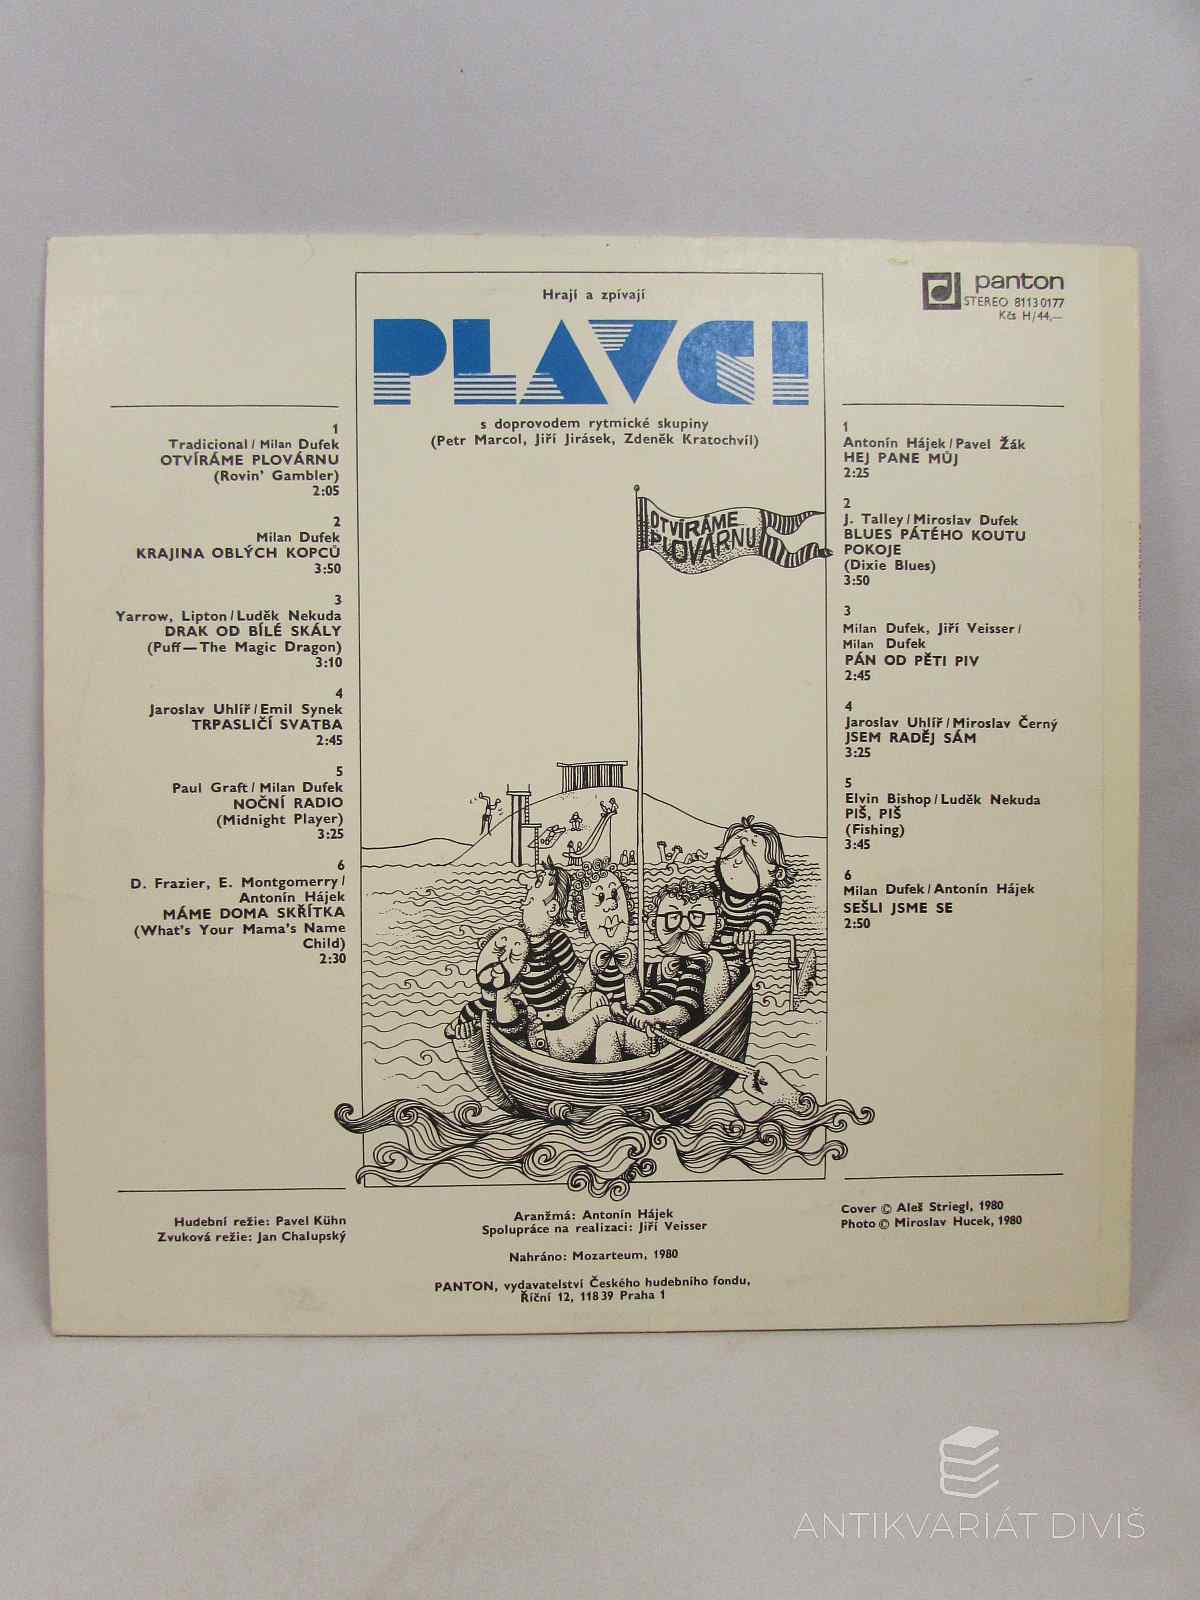 Hrají a zpívají
PLAVCI
s doprovodem rytmické skupiny
(Petr Marcol, Jiří Jirásek, Zdeněk Kratochvíl)
panton
STEREO 8113 0177
Kčs H/44,—
1
Tradicional / Milan Dufek
OTVÍRÁME PLOVÁRNU
(Rovin' Gambler)
2:05
2
Milan Dufek
KRAJINA OBLÝCH KOPCŮ
3:50
3
Yarrow, Lipton / Luděk Nekuda
DRAK OD BÍLÉ SKÁLY
(Puff—The Magic Dragon)
3:10
4
Jaroslav Uhlíř / Emil Synek
TRPASLIČÍ SVATBA
2:45
5
Paul Graft / Milan Dufek
NOČNÍ RADIO
(Midnight Player)
3:25
6
D. Frazier, E. Montgomerry /
Antonín Hájek
MÁME DOMA SKŘÍTKA
(What's Your Mama's Name
Child)
2:30
OTVÍRÁME
PLOVÁRNU
1
Antonín Hájek / Pavel Žák
HEJ PANE MŮJ
2:25
2
J. Talley / Miroslav Dufek
BLUES PÁTÉHO KOUTU
POKOJE
(Dixie Blues)
3:50
3
Milan Dufek, Jiří Veisser /
Milan Dufek
PÁN OD PĚTI PIV
2:45
4
Jaroslav Uhlíř / Miroslav Černý
JSEM RADĚJ SÁM
3:25
5
Elvin Bishop / Luděk Nekuda
PIŠ, PIŠ
(Fishing)
3:45
6
Milan Dufek / Antonín Hájek
SEŠLI JSME SE
2:50
Hudební režie: Pavel Kühn
Zvuková režie: Jan Chalupský
Aranžmá: Antonín Hájek
Spolupráce na realizaci: Jiří Veisser
Nahráno: Mozarteum, 1980
PANTON, vydavatelství Českého hudebního fondu,
Říční 12, 118 39 Praha 1
Cover © Aleš Striegl, 1980
Photo © Miroslav Hucek, 1980
ANTIKVARIÁT DIVIŠ